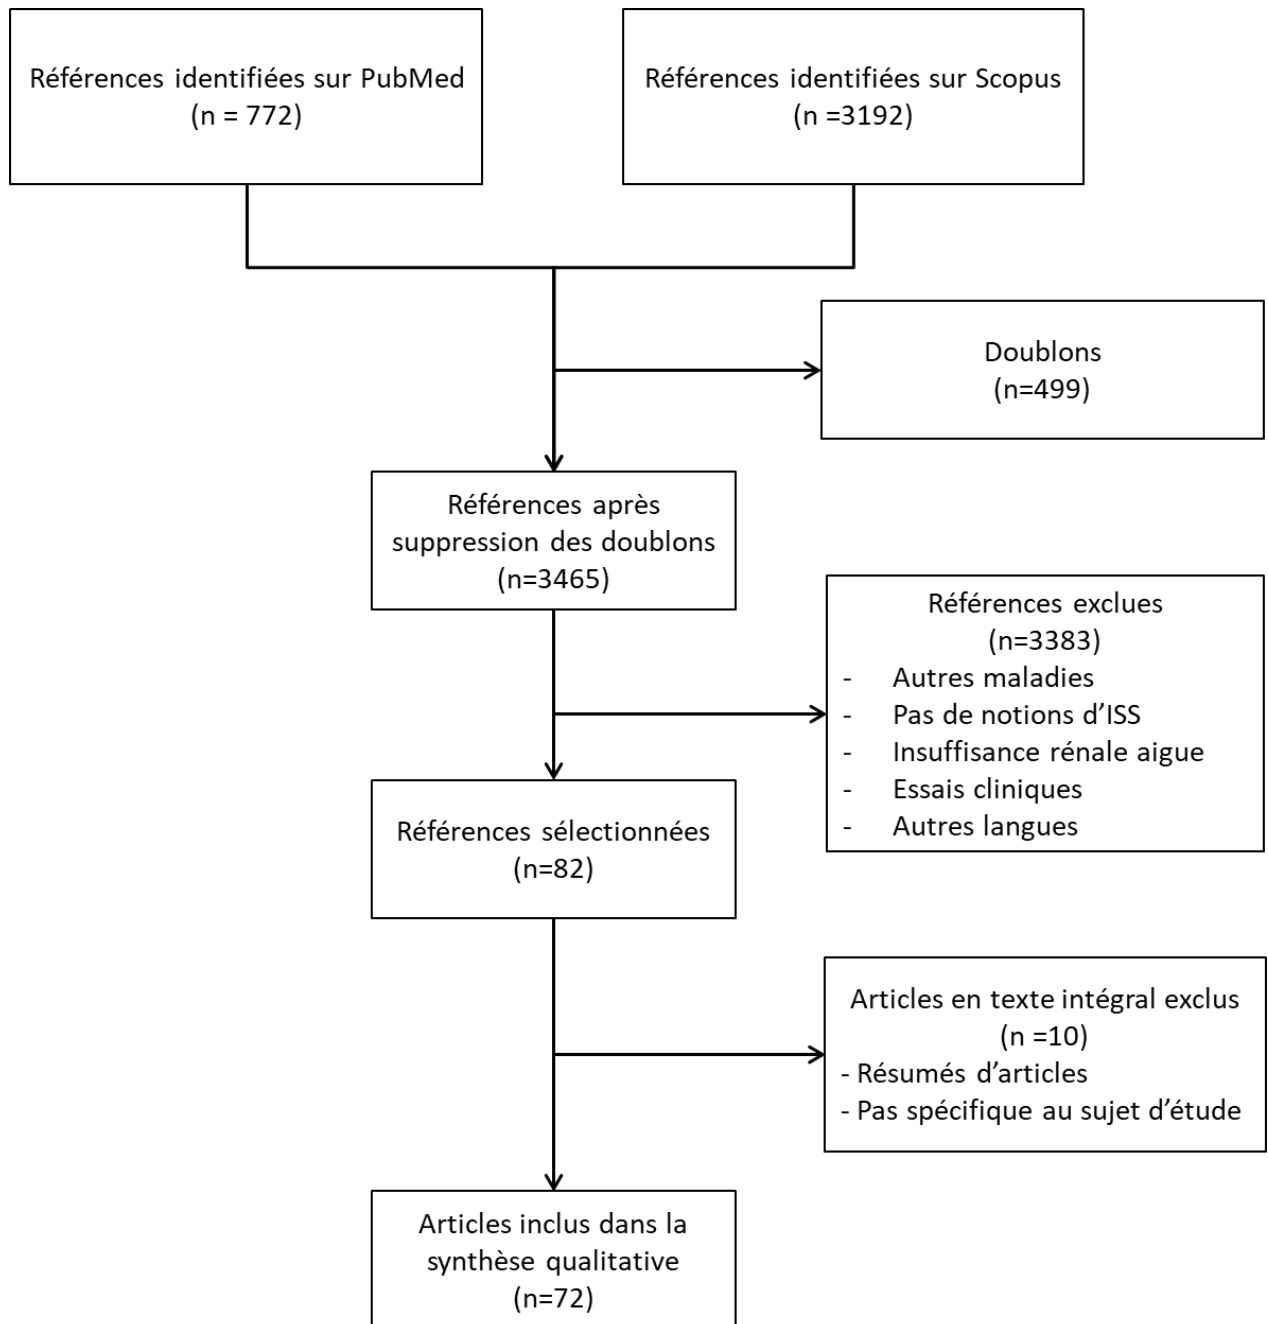 Références identifiées sur PubMed
(n = 772)
Références identifiées sur Scopus
(n =3192)
Doublons
(n=499)
Références après
suppression des doublons
(n=3465)
Références exclues
(n=3383)
- Autres maladies
- Pas de notions d’ISS
- Insuffisance rénale aigue
- Essais cliniques
- Autres langues
Références sélectionnées
(n=82)
Articles en texte intégral exclus
(n =10)
- Résumés d’articles
- Pas spécifique au sujet d’étude
Articles inclus dans la
synthèse qualitative
(n=72)